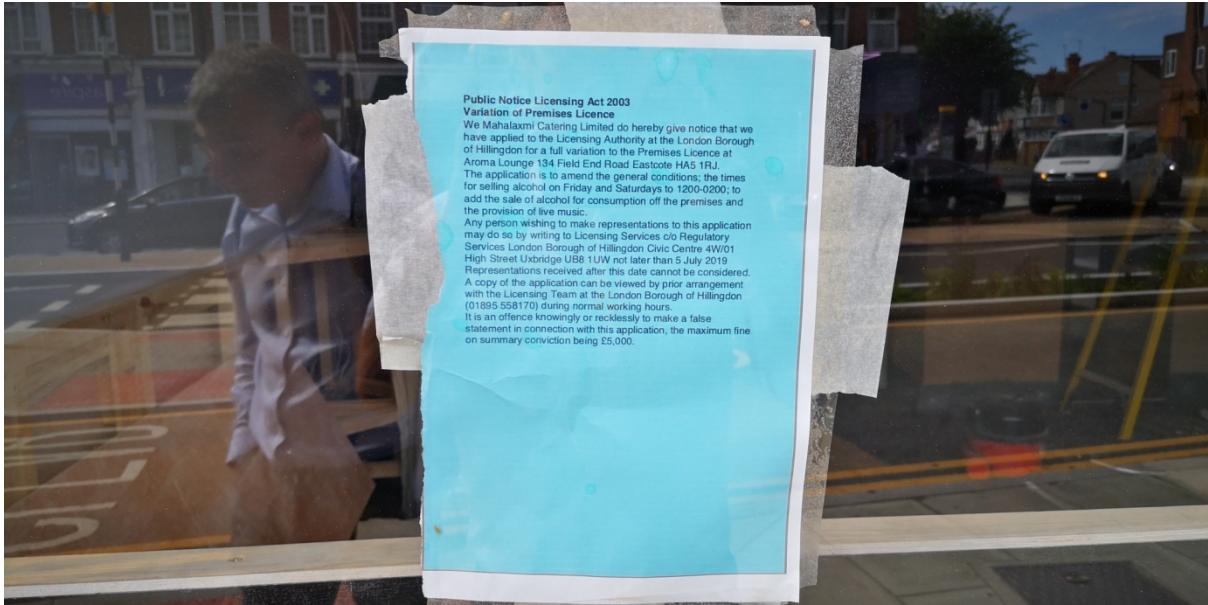 Public Notice Licensing Act 2003
Variation of Premises Licence
We Mahalaxmi Catering Limited do hereby give notice that we
have applied to the Licensing Authority at the London Borough
of Hillingdon for a full variation to the Premises Licence at
Aroma Lounge 134 Field End Road Eastcote HA5 1RJ.
The application is to amend the general conditions; the times
for selling alcohol on Friday and Saturdays to 1200-0200; to
add the sale of alcohol for consumption off the premises and
the provision of live music.
Any person wishing to make representations to this application
may do so by writing to Licensing Services c/o Regulatory
Services London Borough of Hillingdon Civic Centre 4W/01
High Street Uxbridge UB8 1UW not later than 5 July 2019
Representations received after this date cannot be considered.
A copy of the application can be viewed by prior arrangement
with the Licensing Team at the London Borough of Hillingdon
(01895 558170) during normal working hours.
It is an offence knowingly or recklessly to make a false
statement in connection with this application, the maximum fine
on summary conviction being £5,000.